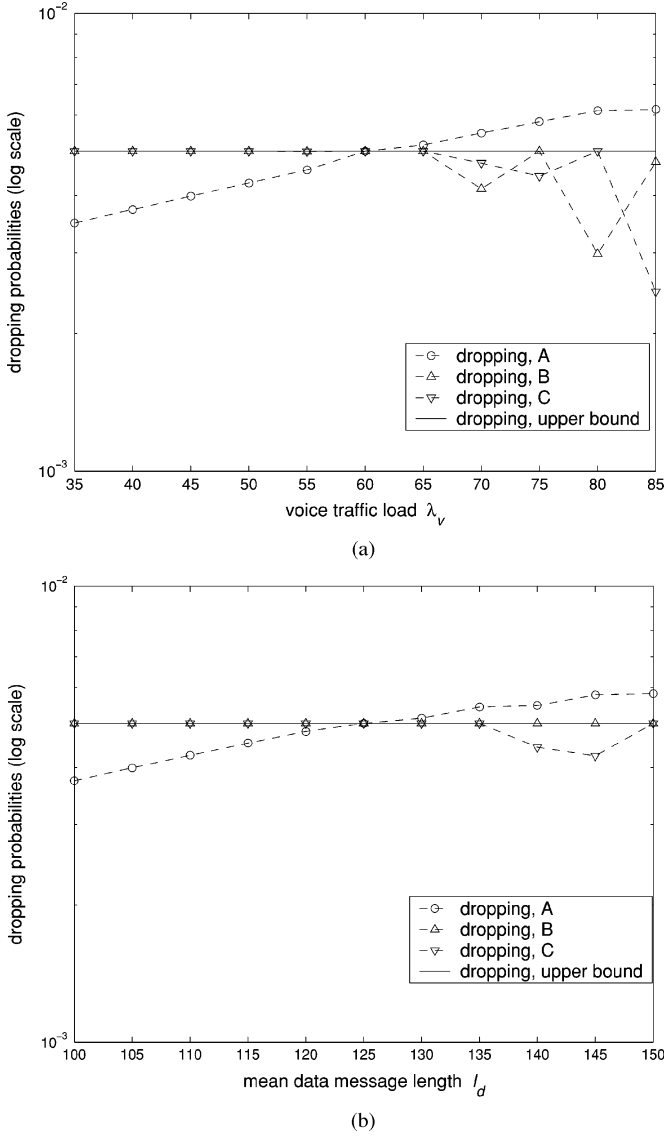 10^-2
dropping probabilities (log scale)
dropping, A
dropping, B
dropping, C
dropping, upper bound
10^-3
35 40 45 50 55 60 65 70 75 80 85
voice traffic load λ_v
(a)
10^-2
dropping probabilities (log scale)
dropping, A
dropping, B
dropping, C
dropping, upper bound
10^-3
100 105 110 115 120 125 130 135 140 145 150
mean data message length l_d
(b)